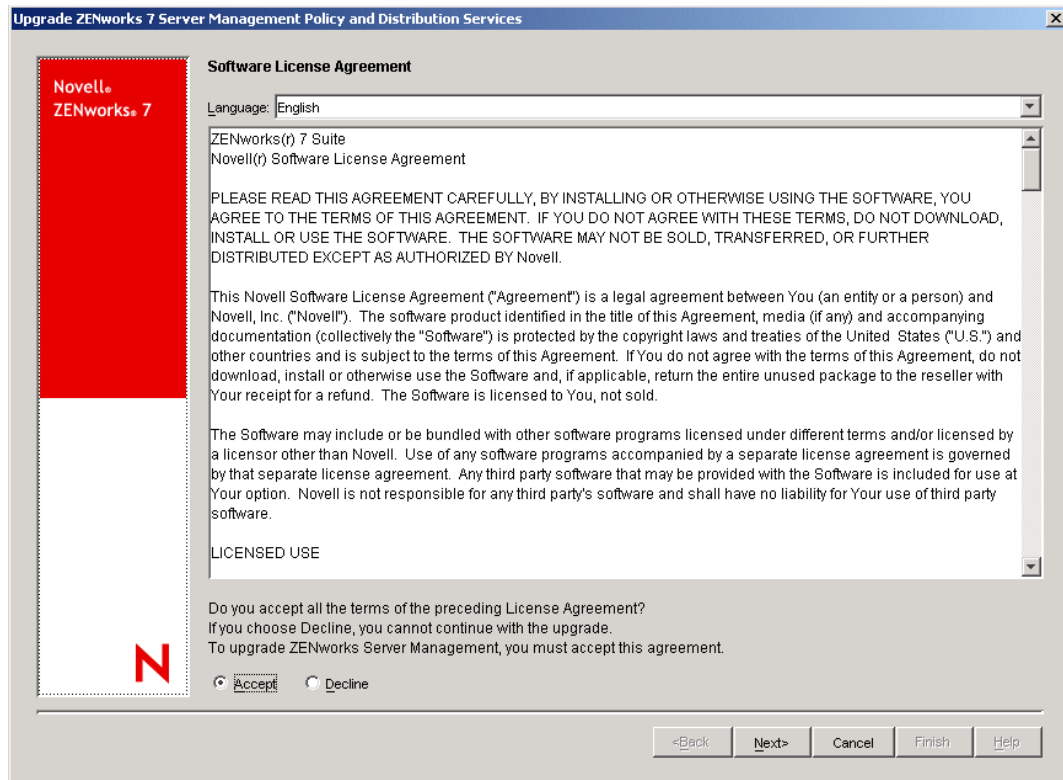 Upgrade ZENworks 7 Server Management Policy and Distribution Services
Novell®
ZENworks® 7
Software License Agreement
Language: English
ZENworks(r) 7 Suite
Novell(r) Software License Agreement
PLEASE READ THIS AGREEMENT CAREFULLY, BY INSTALLING OR OTHERWISE USING THE SOFTWARE, YOU
AGREE TO THE TERMS OF THIS AGREEMENT.  IF YOU DO NOT AGREE WITH THESE TERMS, DO NOT DOWNLOAD,
INSTALL OR USE THE SOFTWARE.  THE SOFTWARE MAY NOT BE SOLD, TRANSFERRED, OR FURTHER
DISTRIBUTED EXCEPT AS AUTHORIZED BY Novell.
This Novell Software License Agreement ("Agreement") is a legal agreement between You (an entity or a person) and
Novell, Inc. ("Novell").  The software product identified in the title of this Agreement, media (if any) and accompanying
documentation (collectively the "Software") is protected by the copyright laws and treaties of the United  States ("U.S.") and
other countries and is subject to the terms of this Agreement.  If You do not agree with the terms of this Agreement, do not
download, install or otherwise use the Software and, if applicable, return the entire unused package to the reseller with
Your receipt for a refund.  The Software is licensed to You, not sold.
The Software may include or be bundled with other software programs licensed under different terms and/or licensed by
a licensor other than Novell.  Use of any software programs accompanied by a separate license agreement is governed
by that separate license agreement.  Any third party software that may be provided with the Software is included for use at
Your option.  Novell is not responsible for any third party's software and shall have no liability for Your use of third party
software.
LICENSED USE
Do you accept all the terms of the preceding License Agreement?
If you choose Decline, you cannot continue with the upgrade.
To upgrade ZENworks Server Management, you must accept this agreement.
N
Accept Decline
<Back Next> Cancel Finish Help